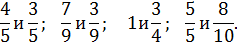 4/5 и 3/5; 7/9 и 3/9; 1 и 3/4; 5/5 и 8/10.